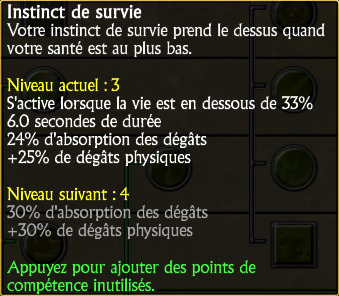 Instinct de survie
Votre instinct de survie prend le dessus quand
votre santé est au plus bas.
Niveau actuel : 3
S'active lorsque la vie est en dessous de 33%
6.0 secondes de durée
24% d'absorption des dégâts
+25% de dégâts physiques
Niveau suivant : 4
30% d'absorption des dégâts
+30% de dégâts physiques
Appuyez pour ajouter des points de
compétence inutilisés.